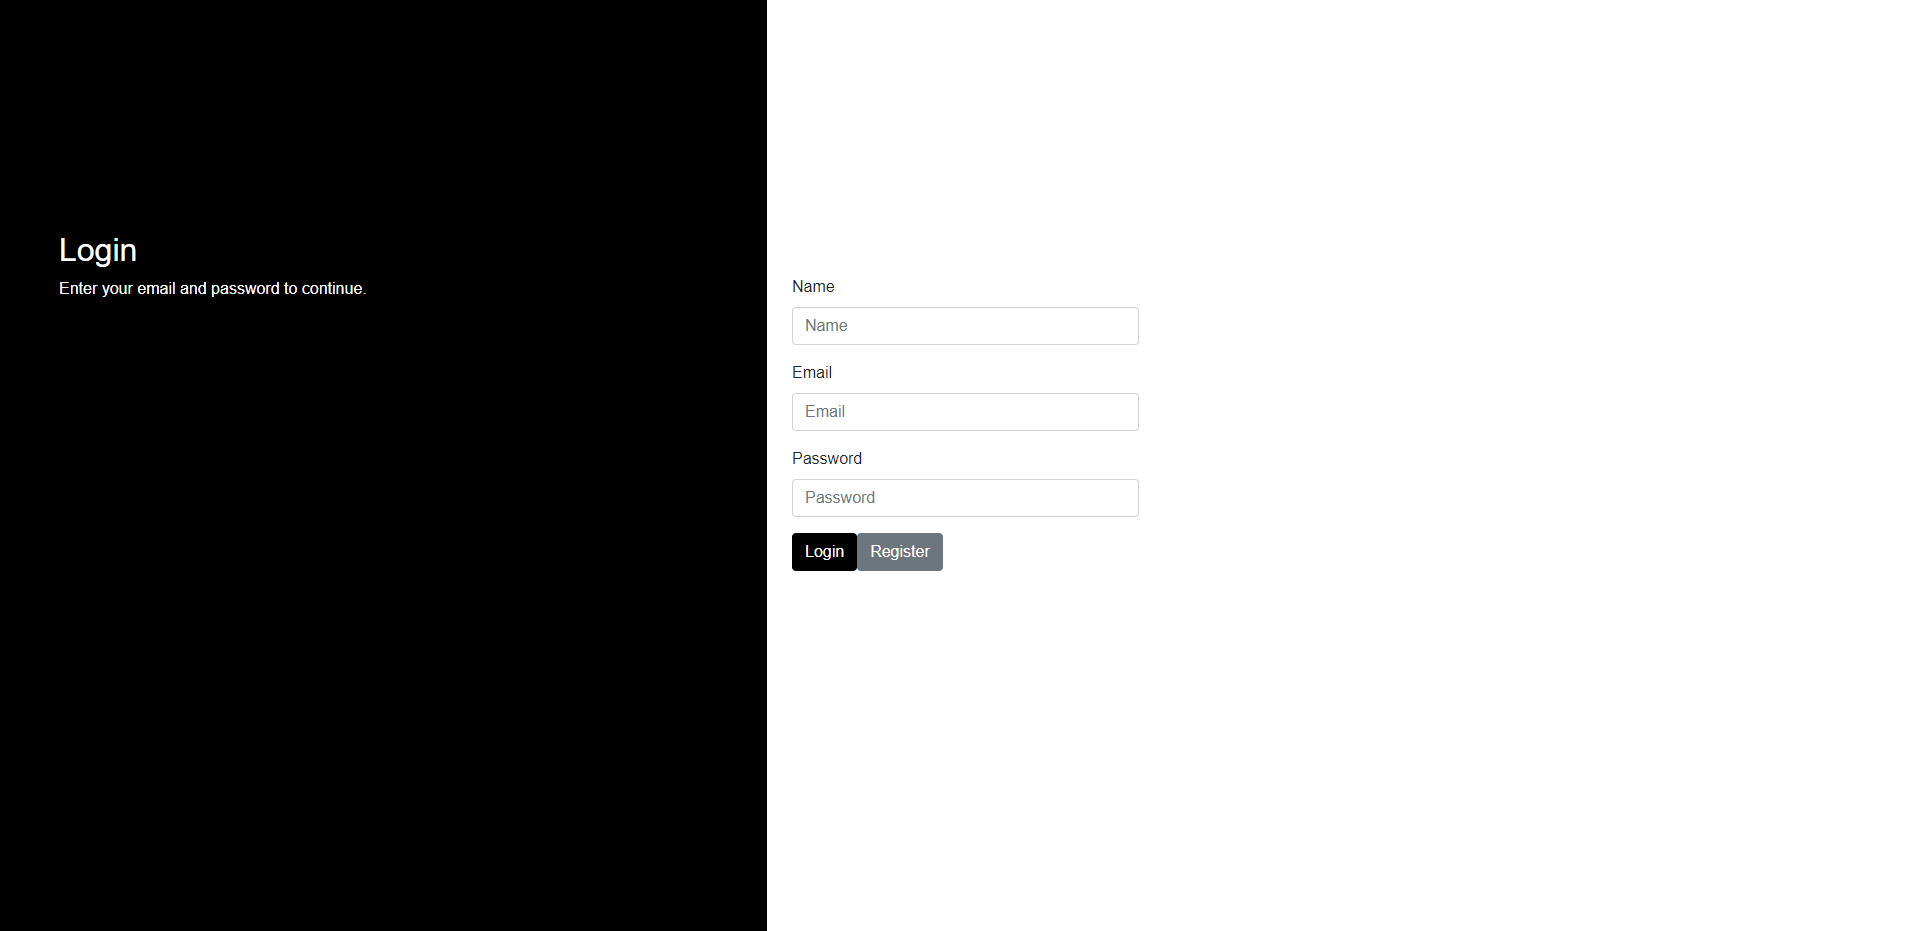 Login
Enter your email and password to continue.
Name
Name
Email
Email
Password
Password
Login Register